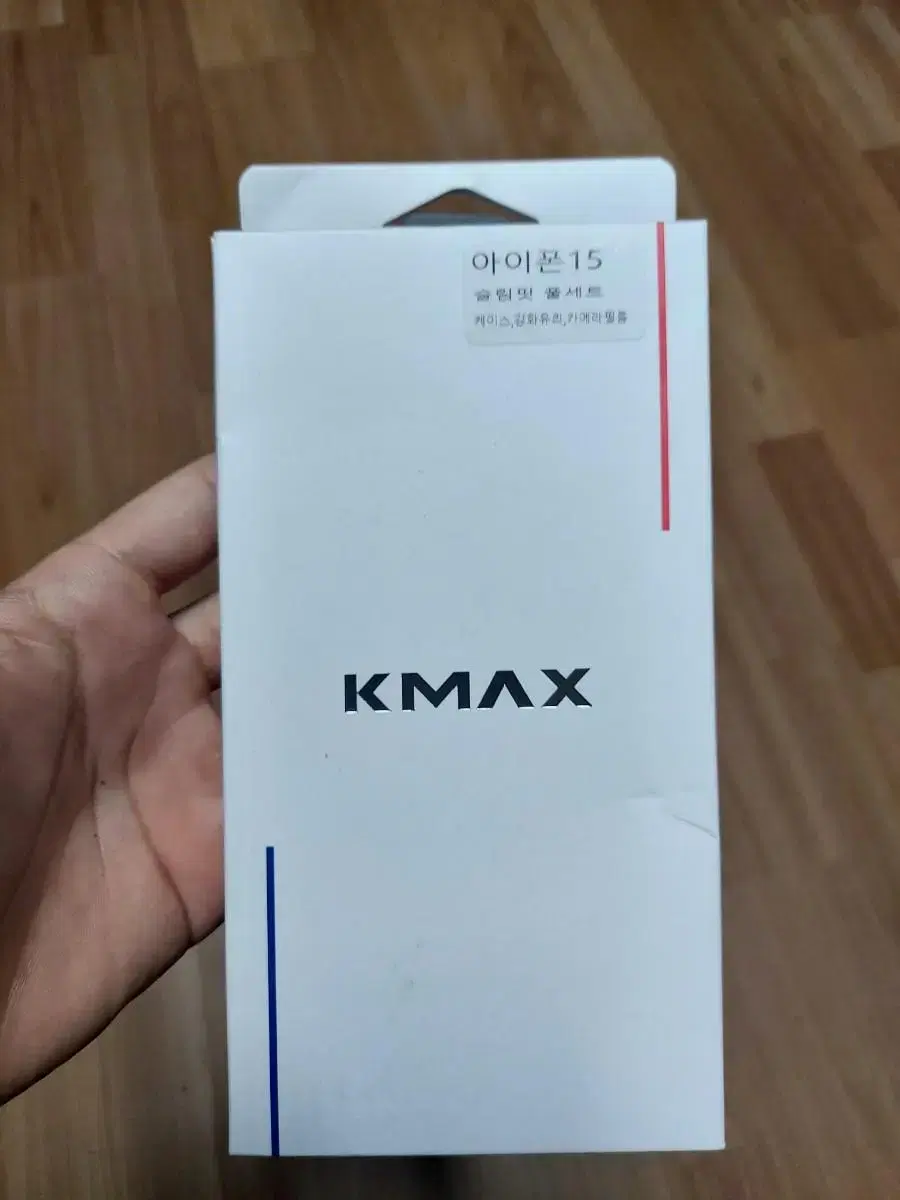 아이폰15
슬림핏 풀세트
케이스,강화유리,카메라필름
KMAX